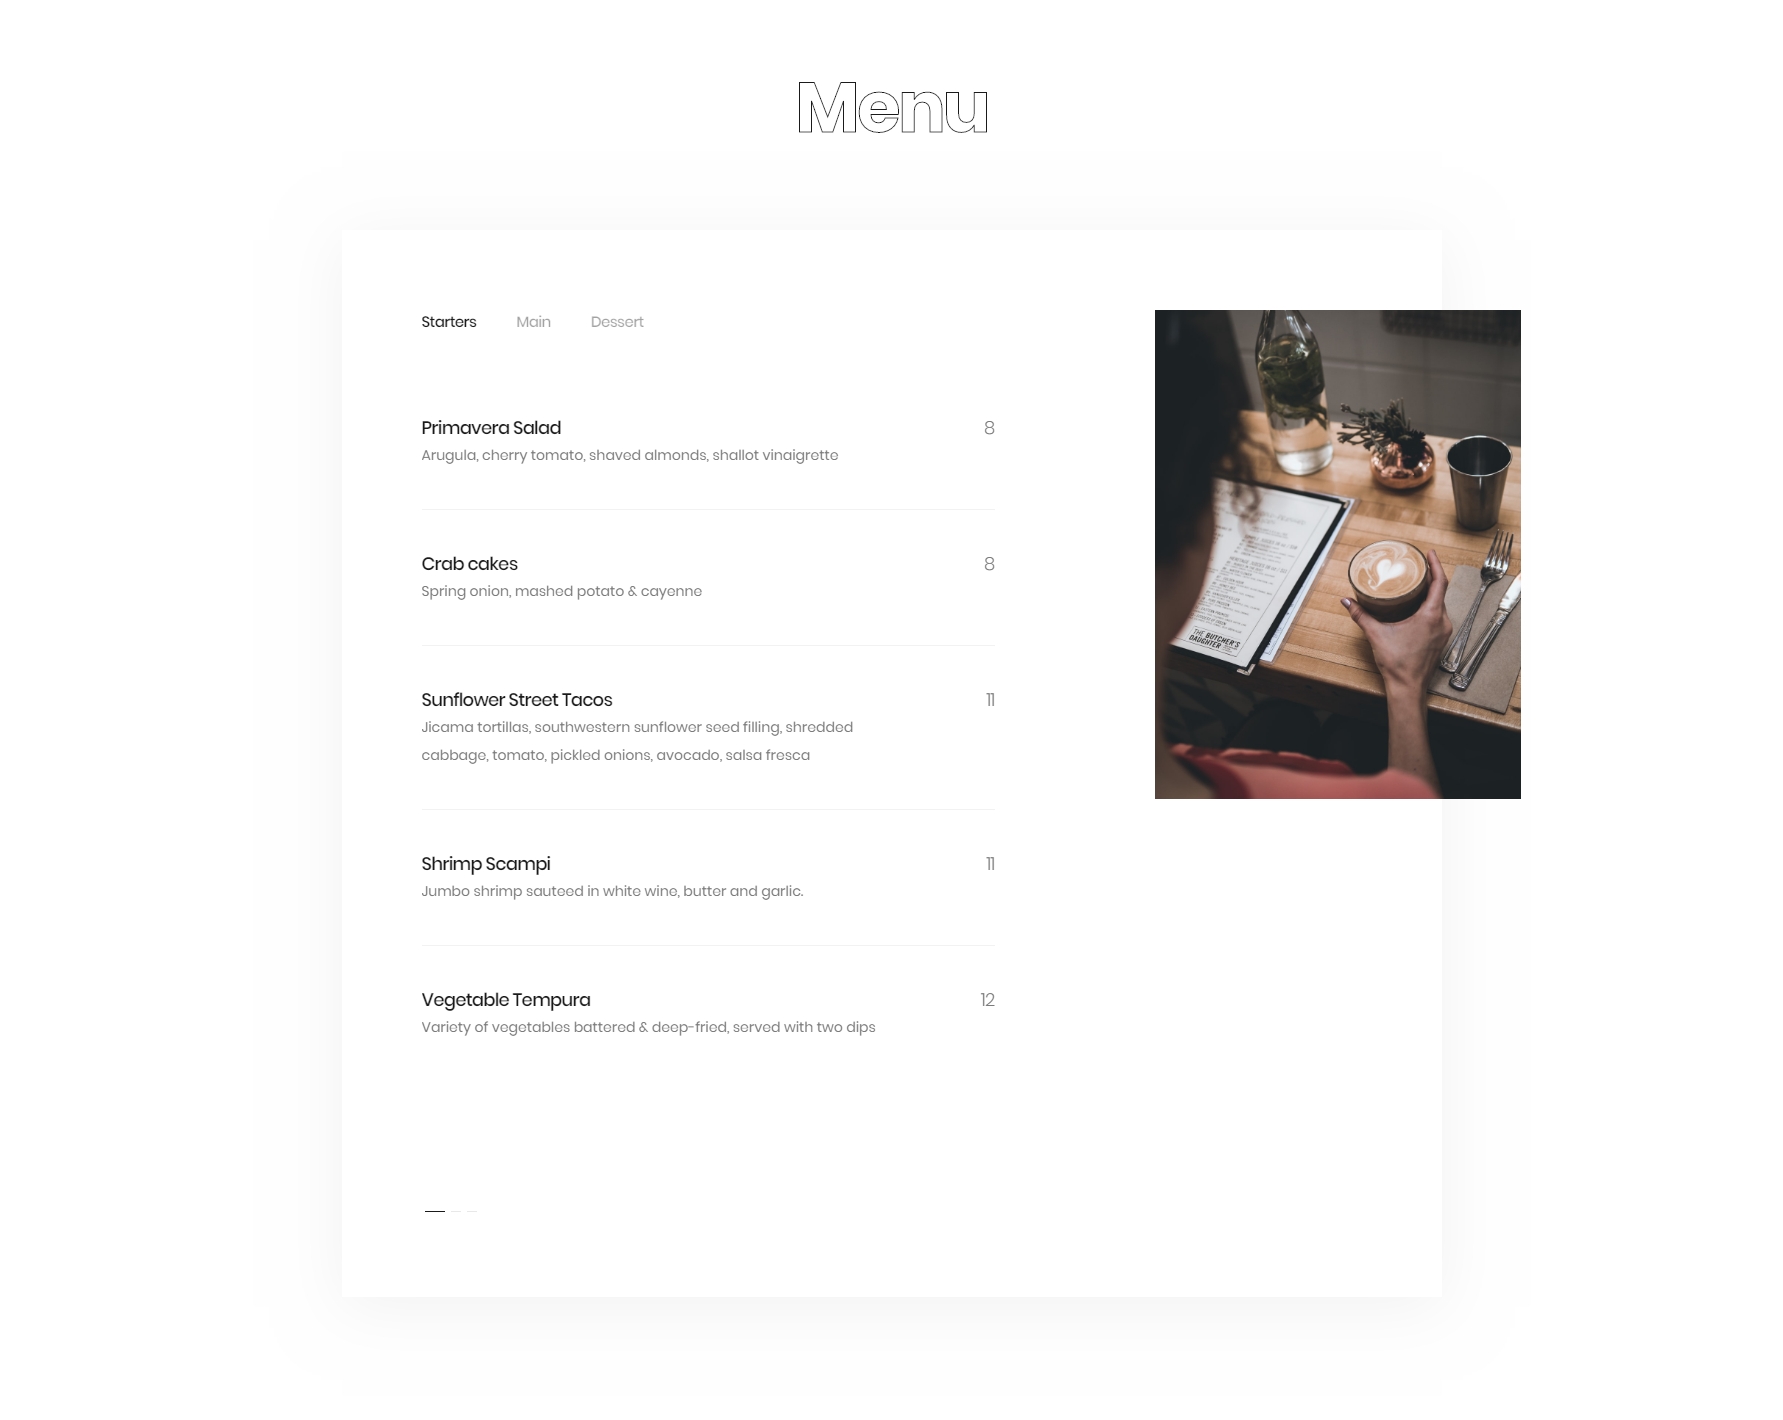 Menu
Starters Main Dessert
Primavera Salad 8
Arugula, cherry tomato, shaved almonds, shallot vinaigrette
Crab cakes 8
Spring onion, mashed potato & cayenne
Sunflower Street Tacos 11
Jicama tortillas, southwestern sunflower seed filling, shredded
cabbage, tomato, pickled onions, avocado, salsa fresca
Shrimp Scampi 11
Jumbo shrimp sauteed in white wine, butter and garlic.
Vegetable Tempura 12
Variety of vegetables battered & deep-fried, served with two dips
THE BUTCHER'S
DAUGHTER